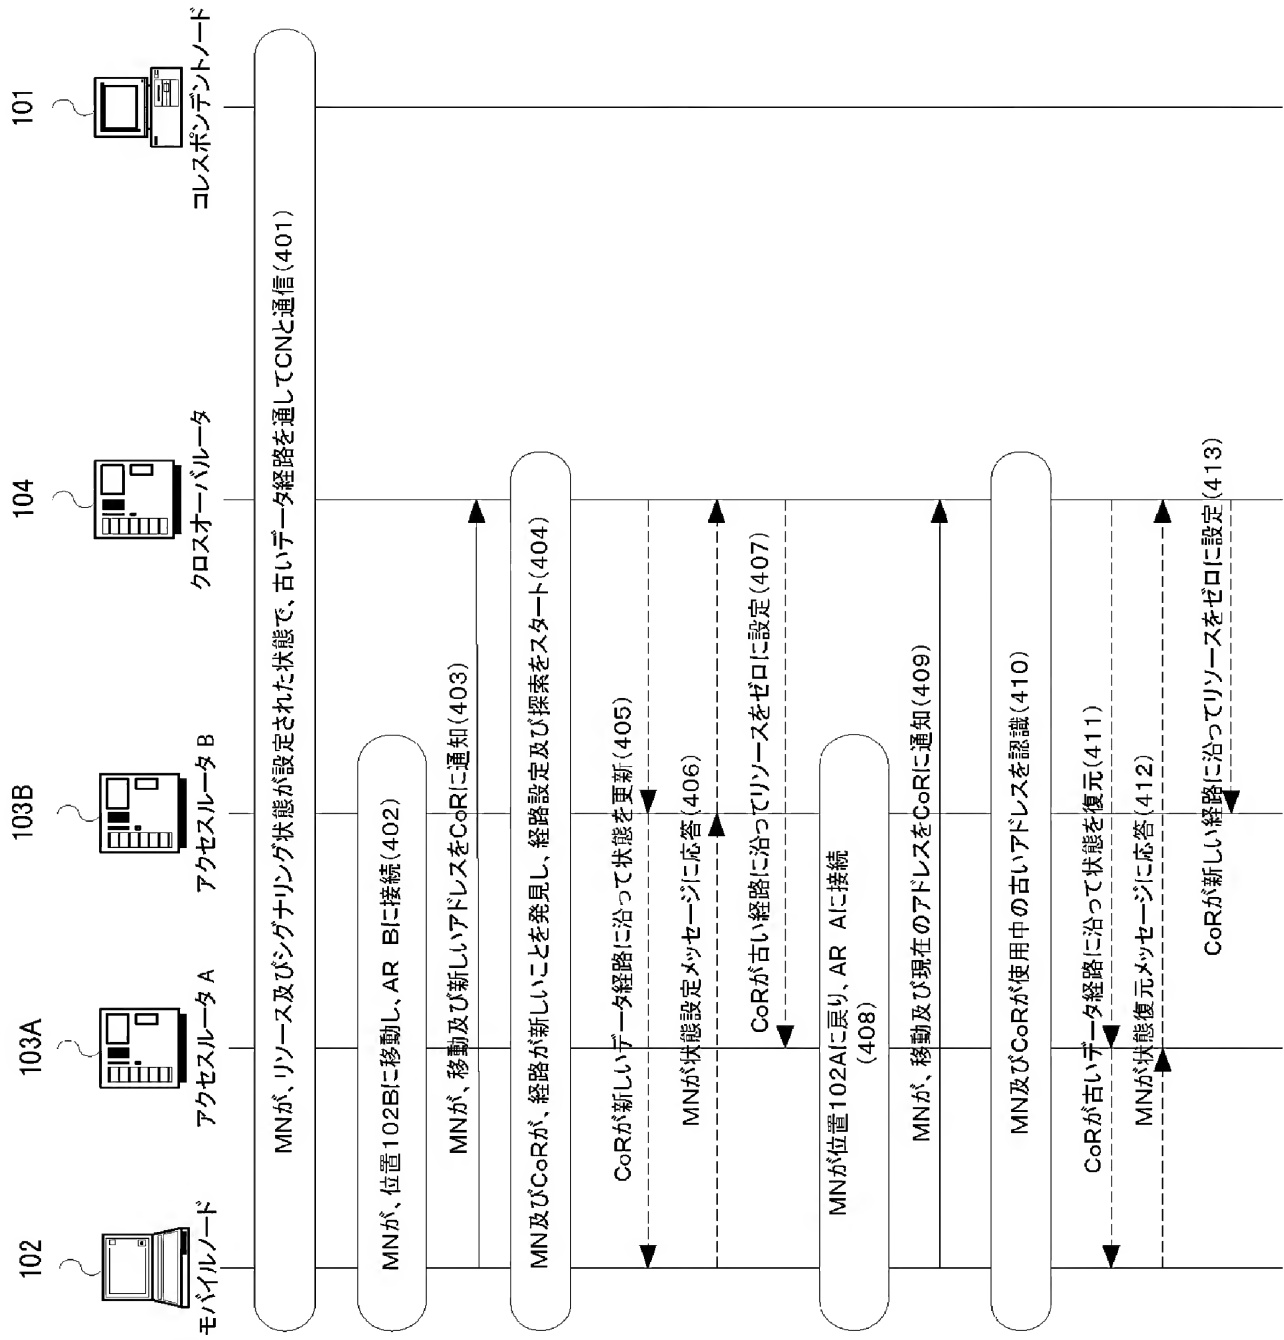 102
モバイルノード
103A
アクセスルータ A
103B
アクセスルータ B
104
クロスオーバルータ
101
コレスポンデントノード
MNが、リソース及びシグナリング状態が設定された状態で、古いデータ経路を通してCNと通信(401)
MNが、位置102Bに移動し、AR Bに接続(402)
MNが、移動及び新しいアドレスをCoRに通知(403)
MN及びCoRが、経路が新しいことを発見し、経路設定及び探索をスタート(404)
CoRが新しいデータ経路に沿って状態を更新(405)
MNが状態設定メッセージに応答(406)
CoRが古い経路に沿ってリソースをゼロに設定(407)
MNが位置102Aに戻り、AR Aに接続
(408)
MNが、移動及び現在のアドレスをCoRに通知(409)
MN及びCoRが使用中の古いアドレスを認識(410)
CoRが古いデータ経路に沿って状態を復元(411)
MNが状態復元メッセージに応答(412)
CoRが新しい経路に沿ってリソースをゼロに設定(413)